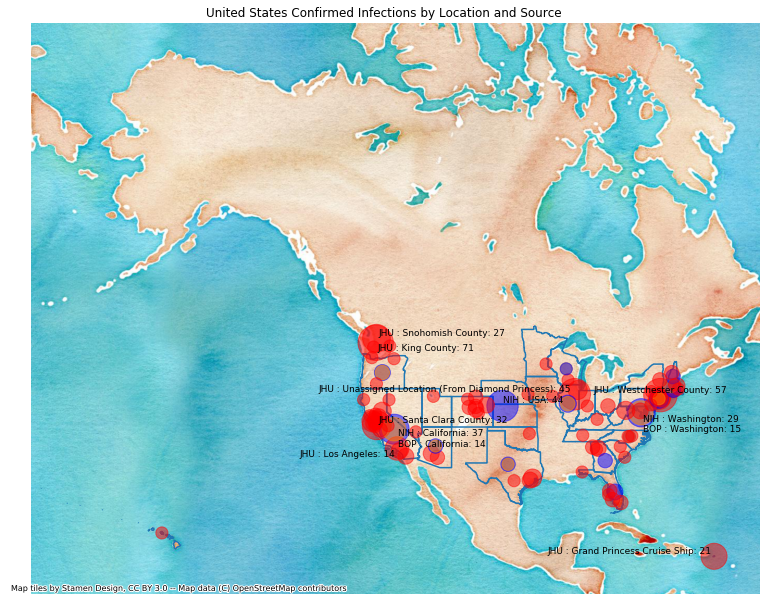 United States Confirmed Infections by Location and Source
JHU : Snohomish County: 27
JHU : King County: 71
JHU : Unassigned Location (From Diamond Princess): 45
JHU : Westchester County: 57
NIH : USA: 44
JHU : Santa Clara County: 32
NIH : Washington: 29
BOP : Washington: 15
NIH : California: 37
BOP : California: 14
JHU : Los Angeles: 14
JHU : Grand Princess Cruise Ship: 21
Map tiles by Stamen Design, CC BY 3.0 -- Map data (C) OpenStreetMap contributors